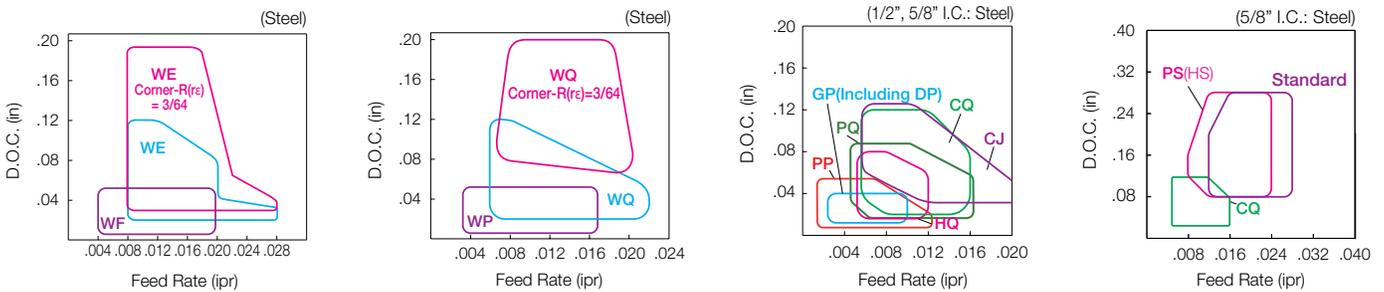 (Steel)
.20
.16
.12
.08
.04
D.O.C. (in)
WE
Corner-R(rε)
= 3/64
WE
WF
.004 .008 .012 .016 .020 .024 .028
Feed Rate (ipr)
(Steel)
.20
.16
.12
.08
.04
D.O.C. (in)
WQ
Corner-R(rε)=3/64
WQ
WP
.004 .008 .012 .016 .020 .024
Feed Rate (ipr)
(1/2", 5/8" I.C.: Steel)
.20
.16
.12
.08
.04
D.O.C. (in)
GP(Including DP)
CQ
PQ
CJ
PP
HQ
.004 .008 .012 .016 .020
Feed Rate (ipr)
(5/8" I.C.: Steel)
.40
.32
.24
.16
.08
D.O.C. (in)
PS(HS)
Standard
CQ
.008 .016 .024 .032 .040
Feed Rate (ipr)